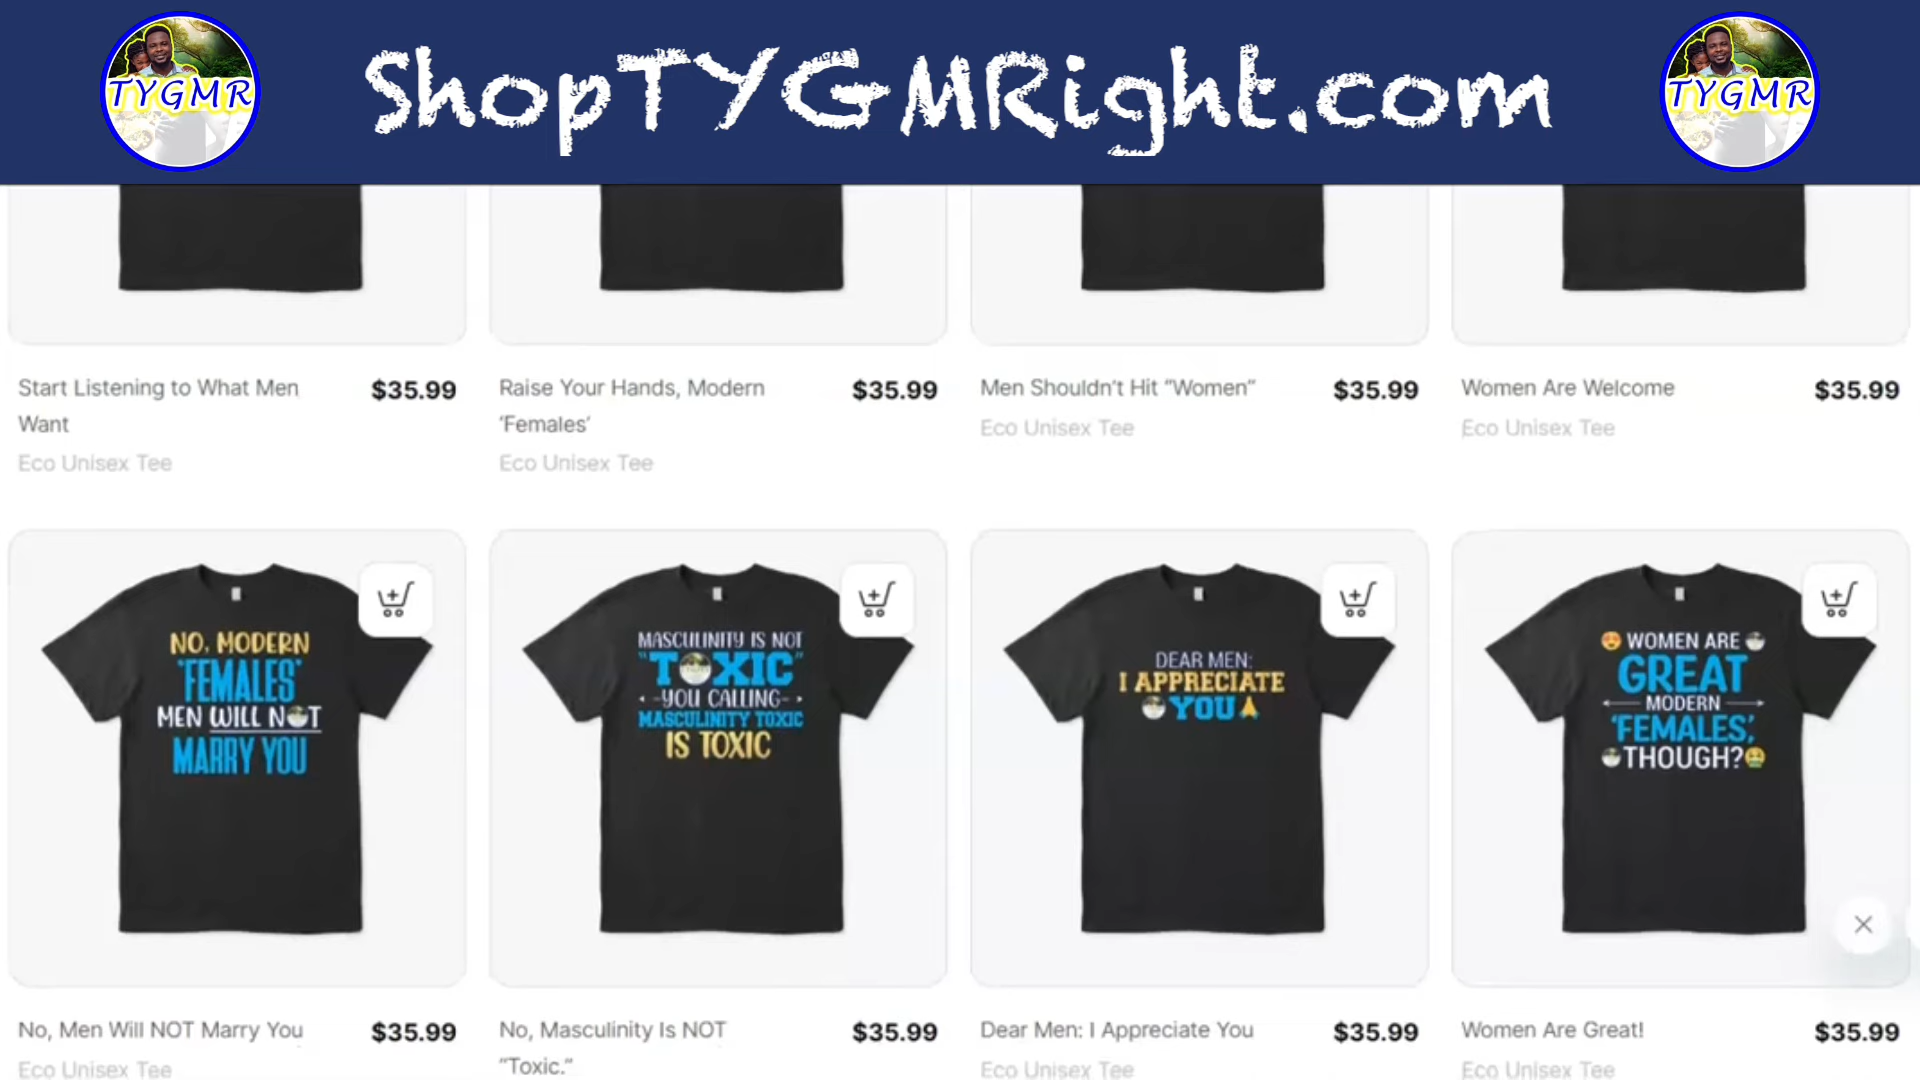 TYGMR
ShopTYGMRight.com
TYGMR
Start Listening to What Men
Want
$35.99
Eco Unisex Tee
Raise Your Hands, Modern
‘Females’
$35.99
Eco Unisex Tee
Men Shouldn’t Hit “Women”
$35.99
Eco Unisex Tee
Women Are Welcome
$35.99
Eco Unisex Tee
NO, MODERN
‘FEMALES’
MEN WILL NOT
MARRY YOU
MASCULINITY IS NOT
“TOXIC”
-YOU CALLING-
MASCULINITY TOXIC
IS TOXIC
DEAR MEN:
I APPRECIATE
YOU
WOMEN ARE
GREAT
MODERN
‘FEMALES’,
THOUGH?
No, Men Will NOT Marry You
$35.99
Eco Unisex Tee
No, Masculinity Is NOT
“Toxic.”
$35.99
Dear Men: I Appreciate You
$35.99
Eco Unisex Tee
Women Are Great!
$35.99
Eco Unisex Tee